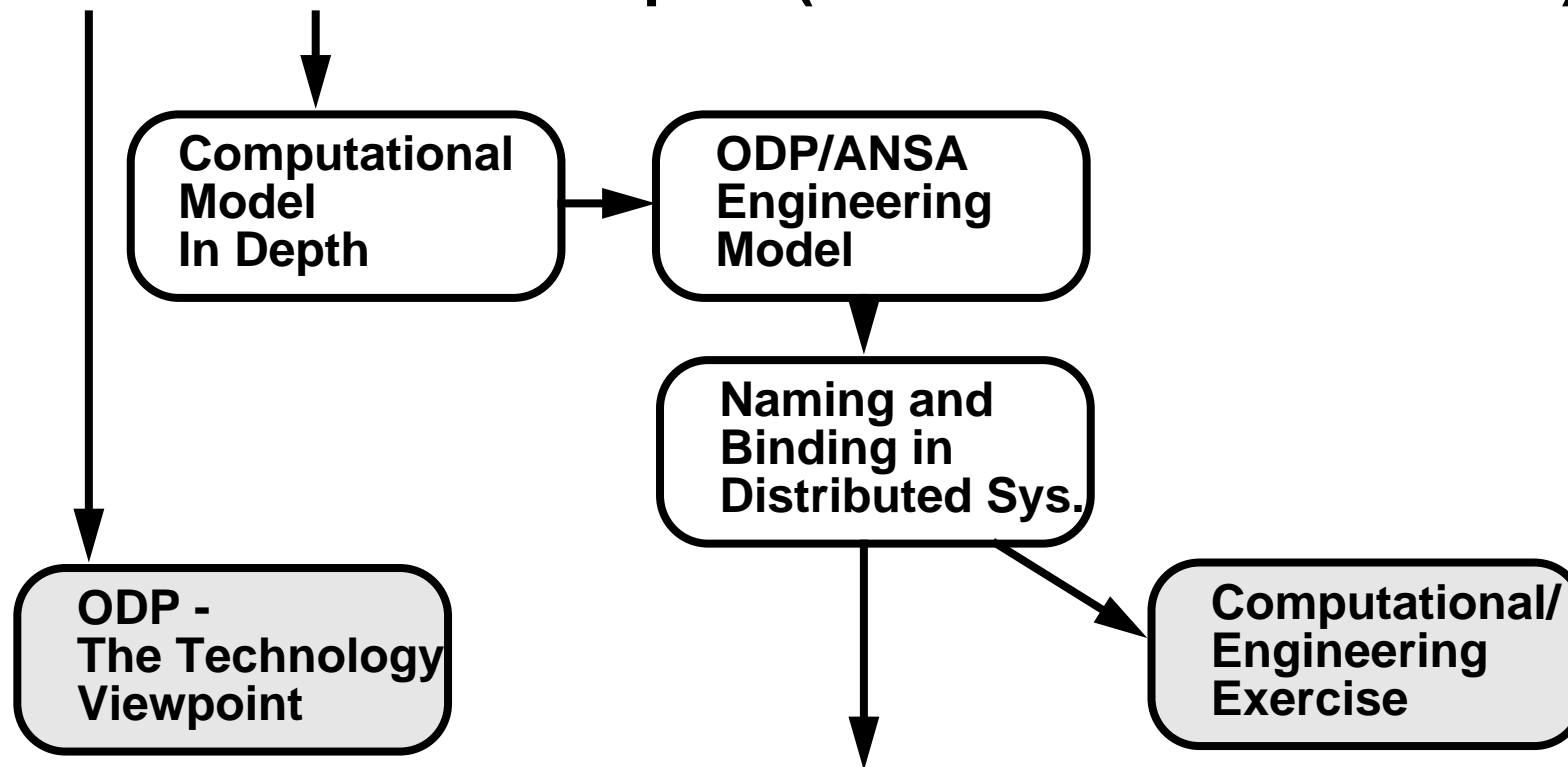 Computational
Model
In Depth
ODP/ANSA
Engineering
Model
Naming and
Binding in
Distributed Sys.
ODP -
The Technology
Viewpoint
Computational/
Engineering
Exercise